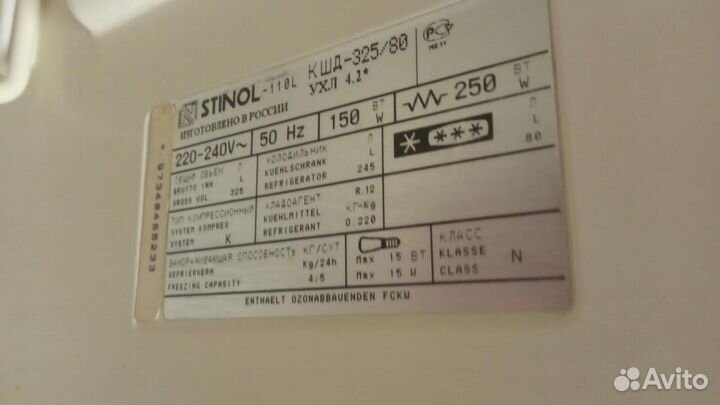 STINOL -110L КШД-325/80
УХЛ 4.2*
РСТ
ME11
ИЗГОТОВЛЕНО В РОССИИ
220-240V~ 50 Hz 150 ВТ W 250 ВТ W
ОБЩИЙ ОБЪЕМ Л
BRUTTO INH L
GROSS VOL 325
ХОЛОДИЛЬНИК Л
KUEHLSCHRANK L
REFRIGERATOR 245
* *** Л
L
80
ТИП КОМПРЕССИОННЫЙ
SYSTEM KOMPRES
SYSTEM K
ХЛАДОАГЕНТ R.12
KUEHLMITTEL КГ-Kg
REFRIGERANT 0.220
ЗАМОРАЖИВАЮЩАЯ СПОСОБНОСТЬ КГ/СУТ
GEFRIERVERM Kg/24h
FREEZING CAPACITY 4.5
Max 15 ВТ
Max 15 W
КЛАСС
KLASSE N
CLASS
ENTHAELT OZONABBAUENDEN FCKW
Avito